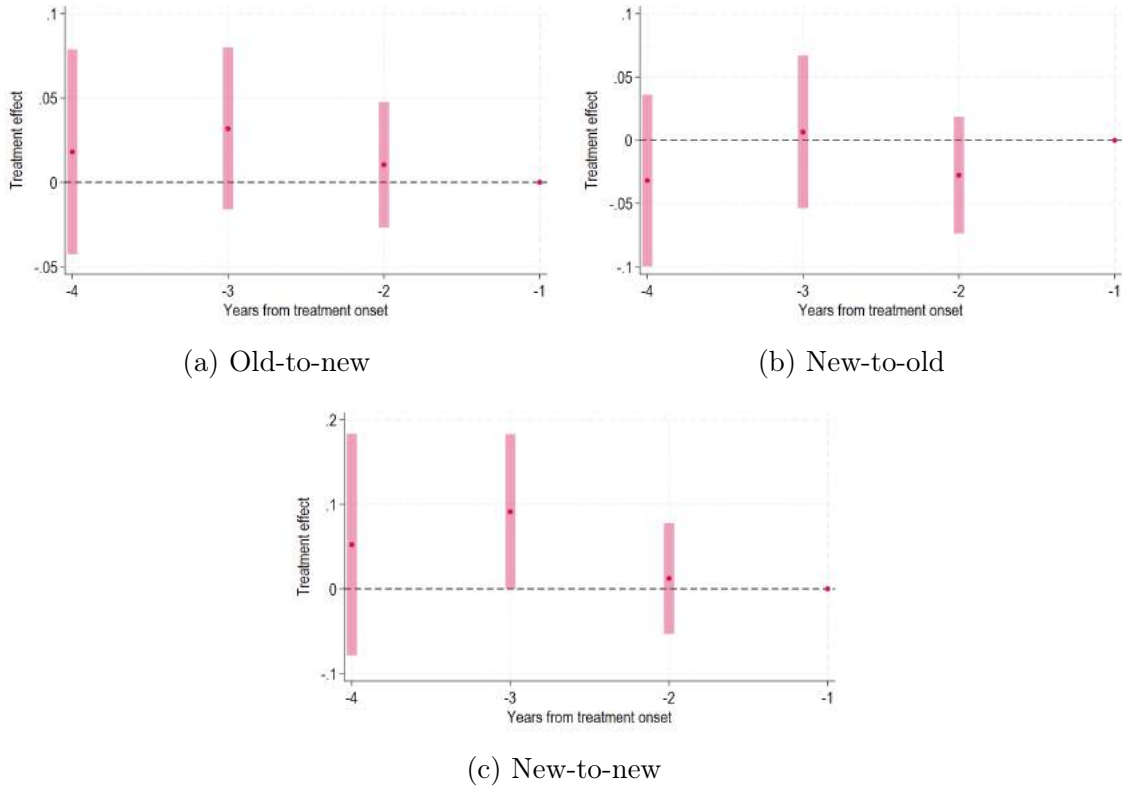 .1
.05
0
-.05
Treatment effect
-4 -3 -2 -1
Years from treatment onset
(a) Old-to-new
.1
.05
0
-.05
-.1
Treatment effect
-4 -3 -2 -1
Years from treatment onset
(b) New-to-old
.2
.1
0
-.1
Treatment effect
-4 -3 -2 -1
Years from treatment onset
(c) New-to-new